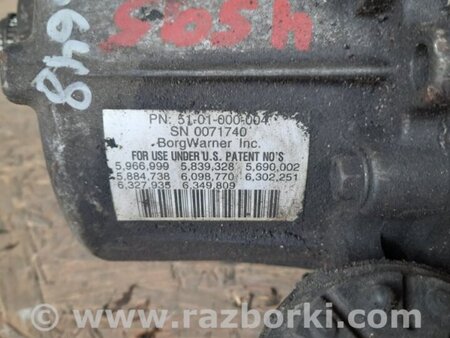 4505
648
PN: 51-01-000-004
SN 0071740
BorgWarner Inc.
FOR USE UNDER U.S. PATENT NO'S
5,966,999 5,839,328 5,690,002
5,884,738 6,098,770 6,302,251
6,327,935 6,349,809
www.razborki.com